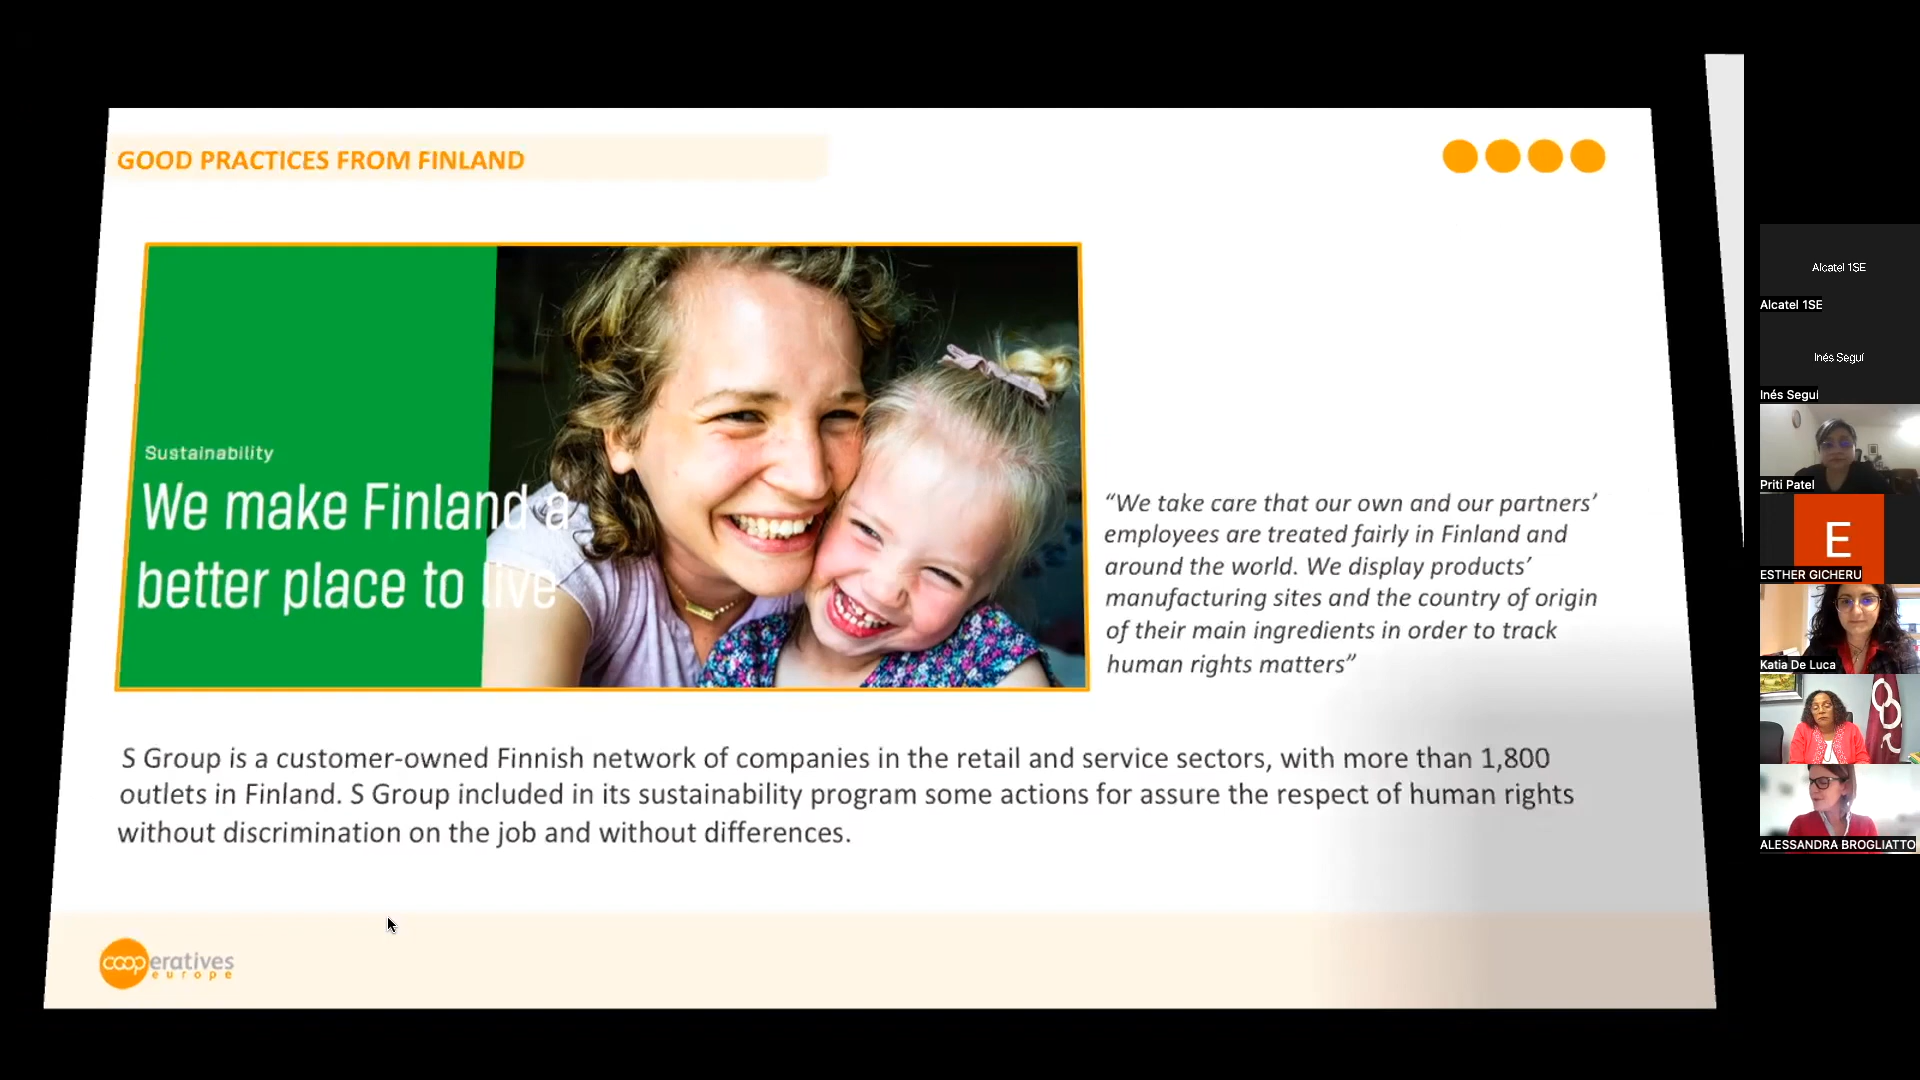 GOOD PRACTICES FROM FINLAND
Sustainability
We make Finland a
better place to live
“We take care that our own and our partners’
employees are treated fairly in Finland and
around the world. We display products’
manufacturing sites and the country of origin
of their main ingredients in order to track
human rights matters”
S Group is a customer-owned Finnish network of companies in the retail and service sectors, with more than 1,800
outlets in Finland. S Group included in its sustainability program some actions for assure the respect of human rights
without discrimination on the job and without differences.
cooperatives
europe
Alcatel 1SE
Alcatel 1SE
Inés Seguí
Inés Seguí
Priti Patel
E
ESTHER GICHERU
Katia De Luca
ALESSANDRA BROGLIATTO